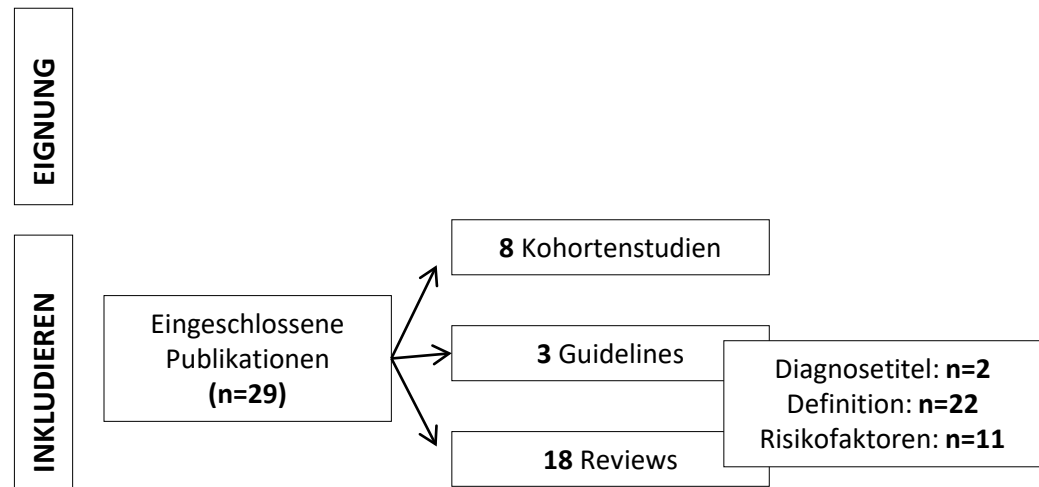 EIGNUNG
INKLUDIEREN
Eingeschlossene
Publikationen
(n=29)
8 Kohortenstudien
3 Guidelines
18 Reviews
Diagnosetitel: n=2
Definition: n=22
Risikofaktoren: n=11